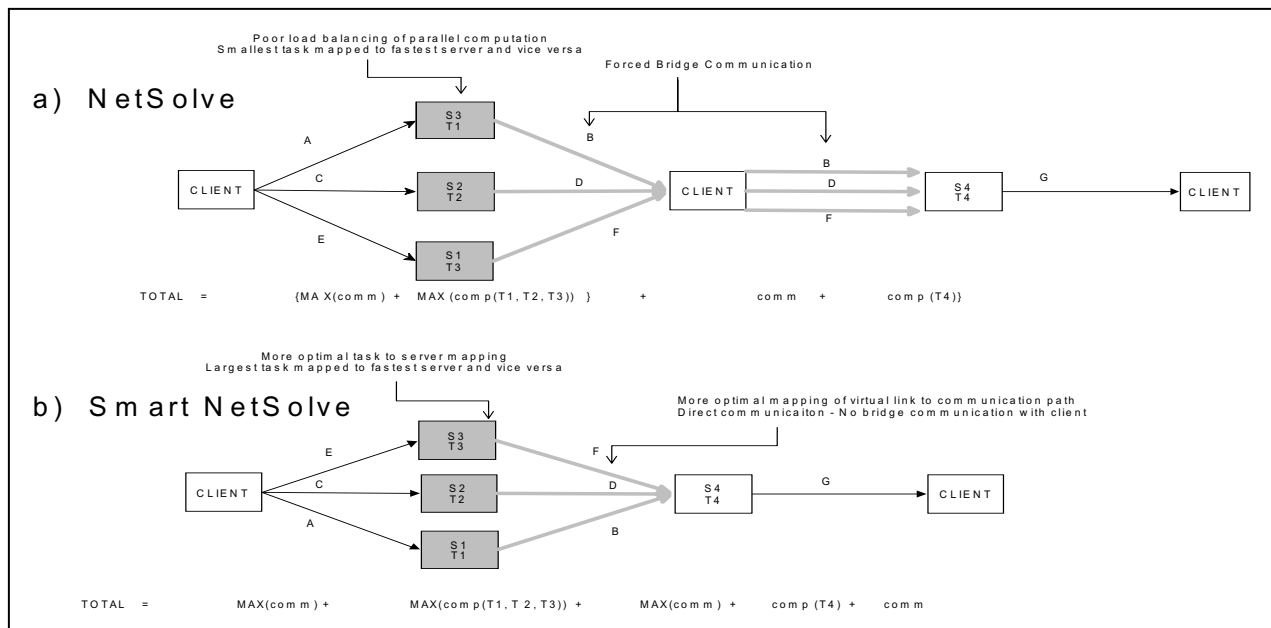 Poor load balancing of parallel computation
Smallest task mapped to fastest server and vice versa
Forced Bridge Communication
a) NetSolve
S3
T1
A
B
B
CLIENT
C
S2
T2
D
CLIENT
D
S4
T4
G
CLIENT
E
F
F
S1
T3
TOTAL = {MAX(comm) + MAX(comp(T1,T2,T3)) } + comm + comp(T4)}
More optimal task to server mapping
Largest task mapped to fastest server and vice versa
b) Smart NetSolve
More optimal mapping of virtual link to communication path
Direct communicaiton - No bridge communication with client
S3
T3
E
F
CLIENT
C
S2
T2
D
S4
T4
G
CLIENT
A
B
S1
T1
TOTAL = MAX(comm) + MAX(comp(T1,T2,T3)) + MAX(comm) + comp(T4) + comm